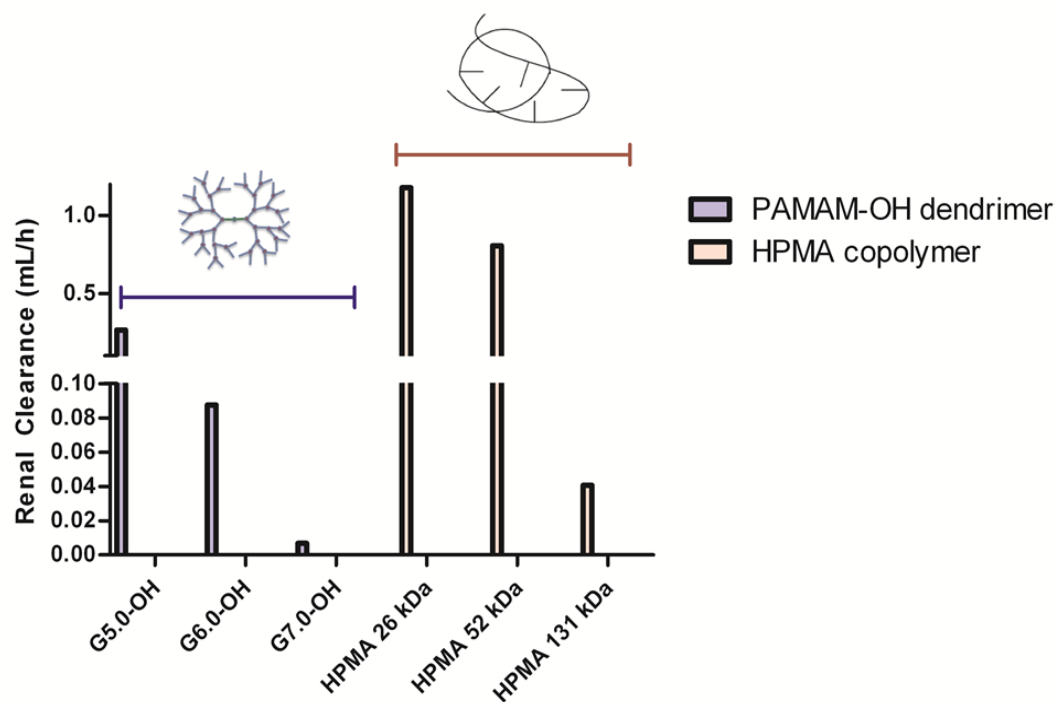 Renal Clearance (mL/h)
1.0
0.5
0.10
0.08
0.06
0.04
0.02
0.00
G5.0-OH
G6.0-OH
G7.0-OH
HPMA 26 kDa
HPMA 52 kDa
HPMA 131 kDa
PAMAM-OH dendrimer
HPMA copolymer